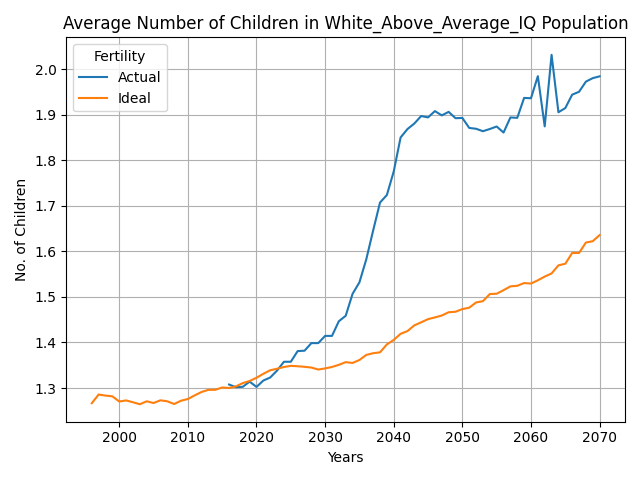 Average Number of Children in White_Above_Average_IQ Population
Fertility
Actual
Ideal
No. of Children
2.0
1.9
1.8
1.7
1.6
1.5
1.4
1.3
2000 2010 2020 2030 2040 2050 2060 2070
Years